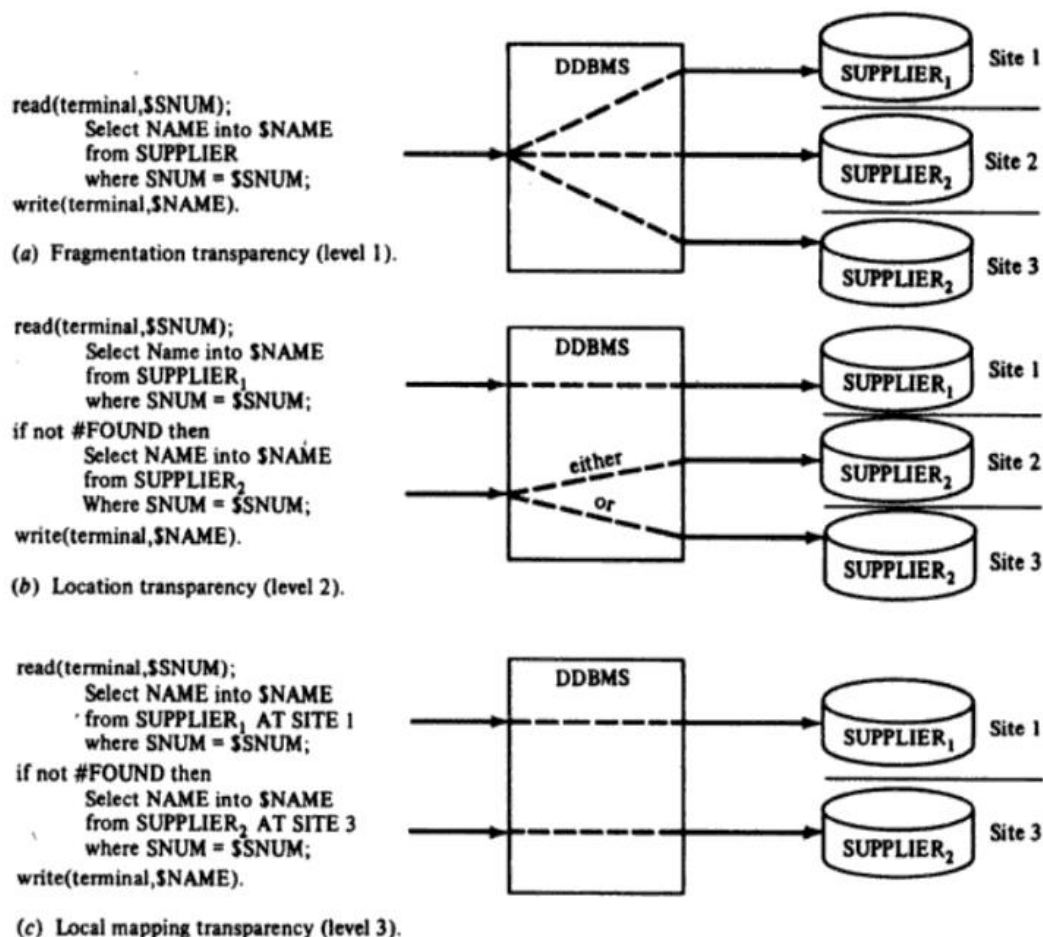 read(terminal,$SNUM);
Select NAME into $NAME
from SUPPLIER
where SNUM = $SNUM;
write(terminal,$NAME).
(a) Fragmentation transparency (level 1).
DDBMS
SUPPLIER₁
Site 1
SUPPLIER₂
Site 2
SUPPLIER₂
Site 3
read(terminal,$SNUM);
Select Name into $NAME
from SUPPLIER₁
where SNUM = $SNUM;
if not #FOUND then
Select NAME into $NAME
from SUPPLIER₂
Where SNUM = $SNUM;
write(terminal,$NAME).
(b) Location transparency (level 2).
DDBMS
either
or
SUPPLIER₁
Site 1
SUPPLIER₂
Site 2
SUPPLIER₂
Site 3
read(terminal,$SNUM);
Select NAME into $NAME
from SUPPLIER₁ AT SITE 1
where SNUM = $SNUM;
if not #FOUND then
Select NAME into $NAME
from SUPPLIER₂ AT SITE 3
where SNUM = $SNUM;
write(terminal,$NAME).
(c) Local mapping transparency (level 3).
DDBMS
SUPPLIER₁
Site 1
SUPPLIER₂
Site 3